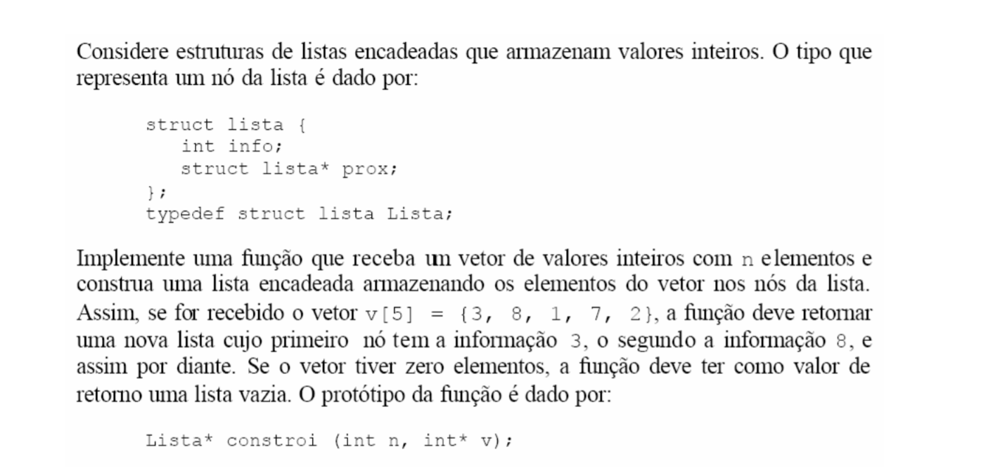 Considere estruturas de listas encadeadas que armazenam valores inteiros. O tipo que
representa um nó da lista é dado por:
struct lista {
int info;
struct lista* prox;
};
typedef struct lista Lista;
Implemente uma função que receba um vetor de valores inteiros com n elementos e
construa uma lista encadeada armazenando os elementos do vetor nos nós da lista.
Assim, se for recebido o vetor v[5] = {3, 8, 1, 7, 2}, a função deve retornar
uma nova lista cujo primeiro nó tem a informação 3, o segundo a informação 8, e
assim por diante. Se o vetor tiver zero elementos, a função deve ter como valor de
retorno uma lista vazia. O protótipo da função é dado por:
Lista* constroi (int n, int* v);